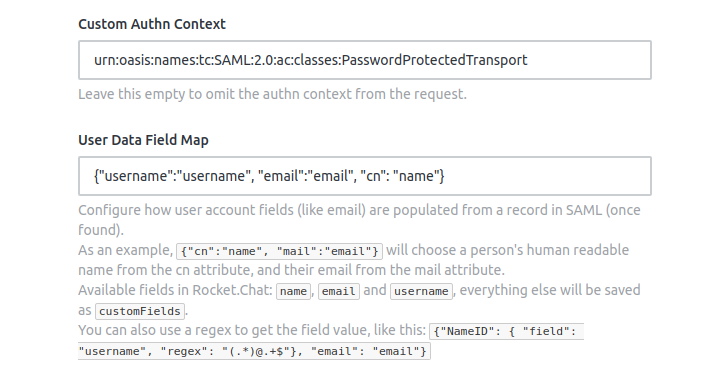 Custom Authn Context
urn:oasis:names:tc:SAML:2.0:ac:classes:PasswordProtectedTransport
Leave this empty to omit the authn context from the request.
User Data Field Map
{"username":"username", "email":"email", "cn": "name"}
Configure how user account fields (like email) are populated from a record in SAML (once
found).
As an example, {"cn":"name", "mail":"email"} will choose a person's human readable
name from the cn attribute, and their email from the mail attribute.
Available fields in Rocket.Chat: name, email and username, everything else will be saved
as customFields.
You can also use a regex to get the field value, like this: {"NameID": { "field":
"username", "regex": "(.*)@.+$"}, "email": "email"}